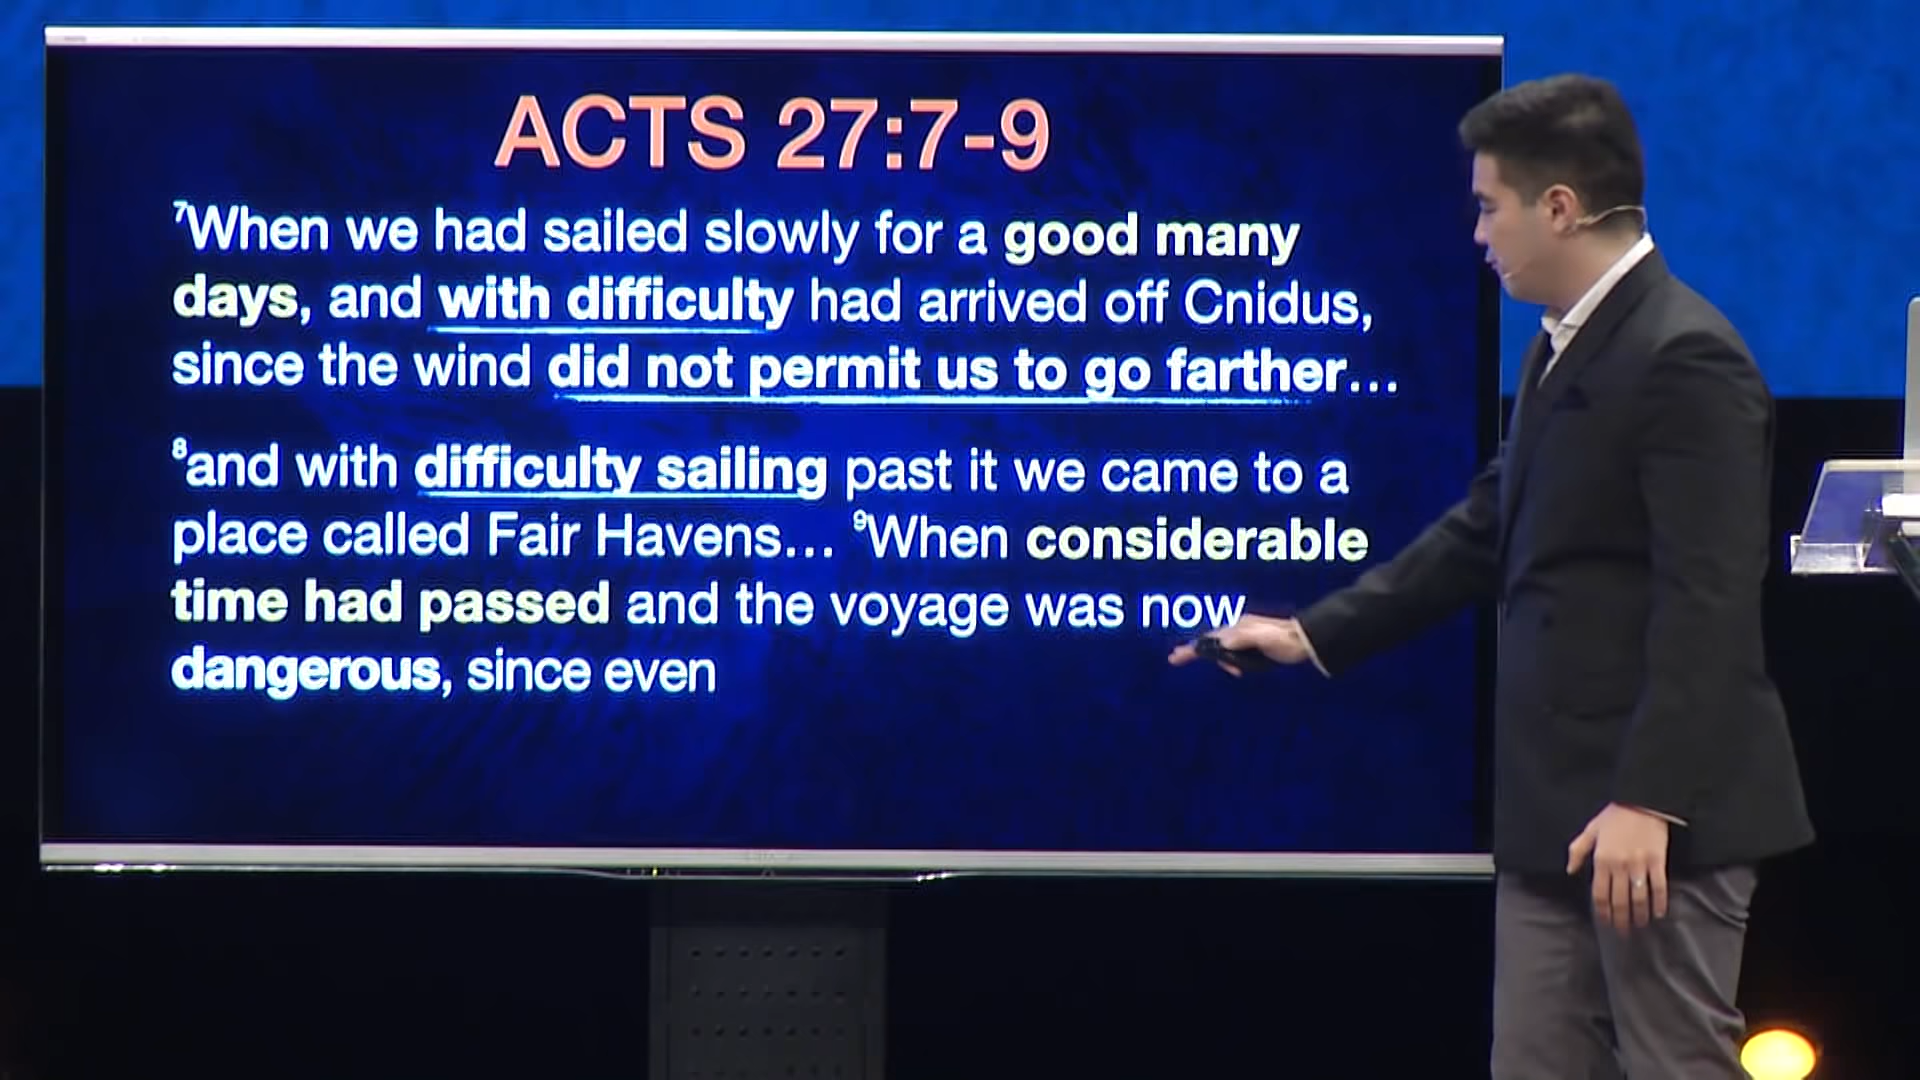 ACTS 27:7-9
⁷When we had sailed slowly for a good many
days, and with difficulty had arrived off Cnidus,
since the wind did not permit us to go farther...
⁸and with difficulty sailing past it we came to a
place called Fair Havens... ⁹When considerable
time had passed and the voyage was now
dangerous, since even